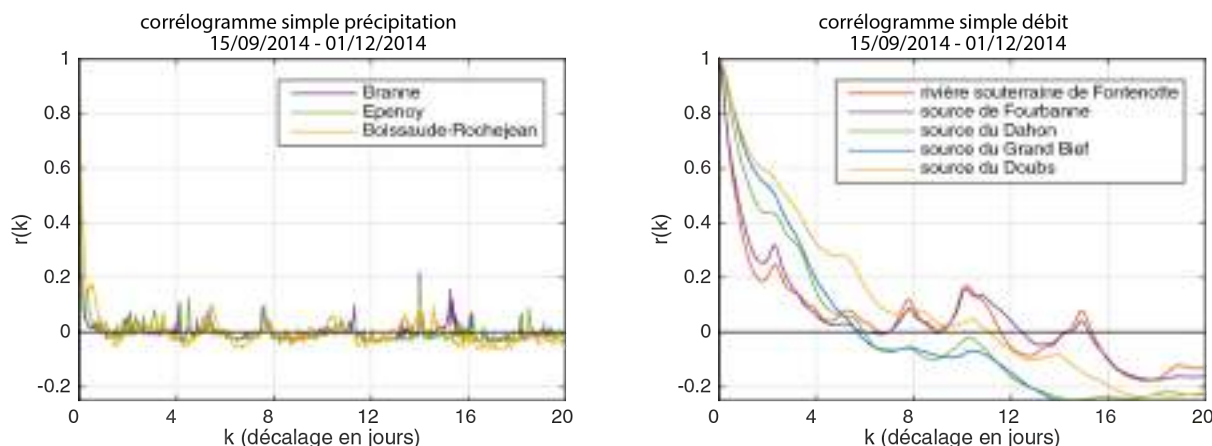 corrélogramme simple précipitation
15/09/2014 - 01/12/2014
1
0.8
0.6
0.4
0.2
0
-0.2
r(k)
Branne
Epenoy
Boissaude-Rochejean
0 4 8 12 16 20
k (décalage en jours)
corrélogramme simple débit
15/09/2014 - 01/12/2014
1
0.8
0.6
0.4
0.2
0
-0.2
r(k)
rivière souterraine de Fontenotte
source de Fourbanne
source du Dahon
source du Grand Bief
source du Doubs
0 4 8 12 16 20
k (décalage en jours)